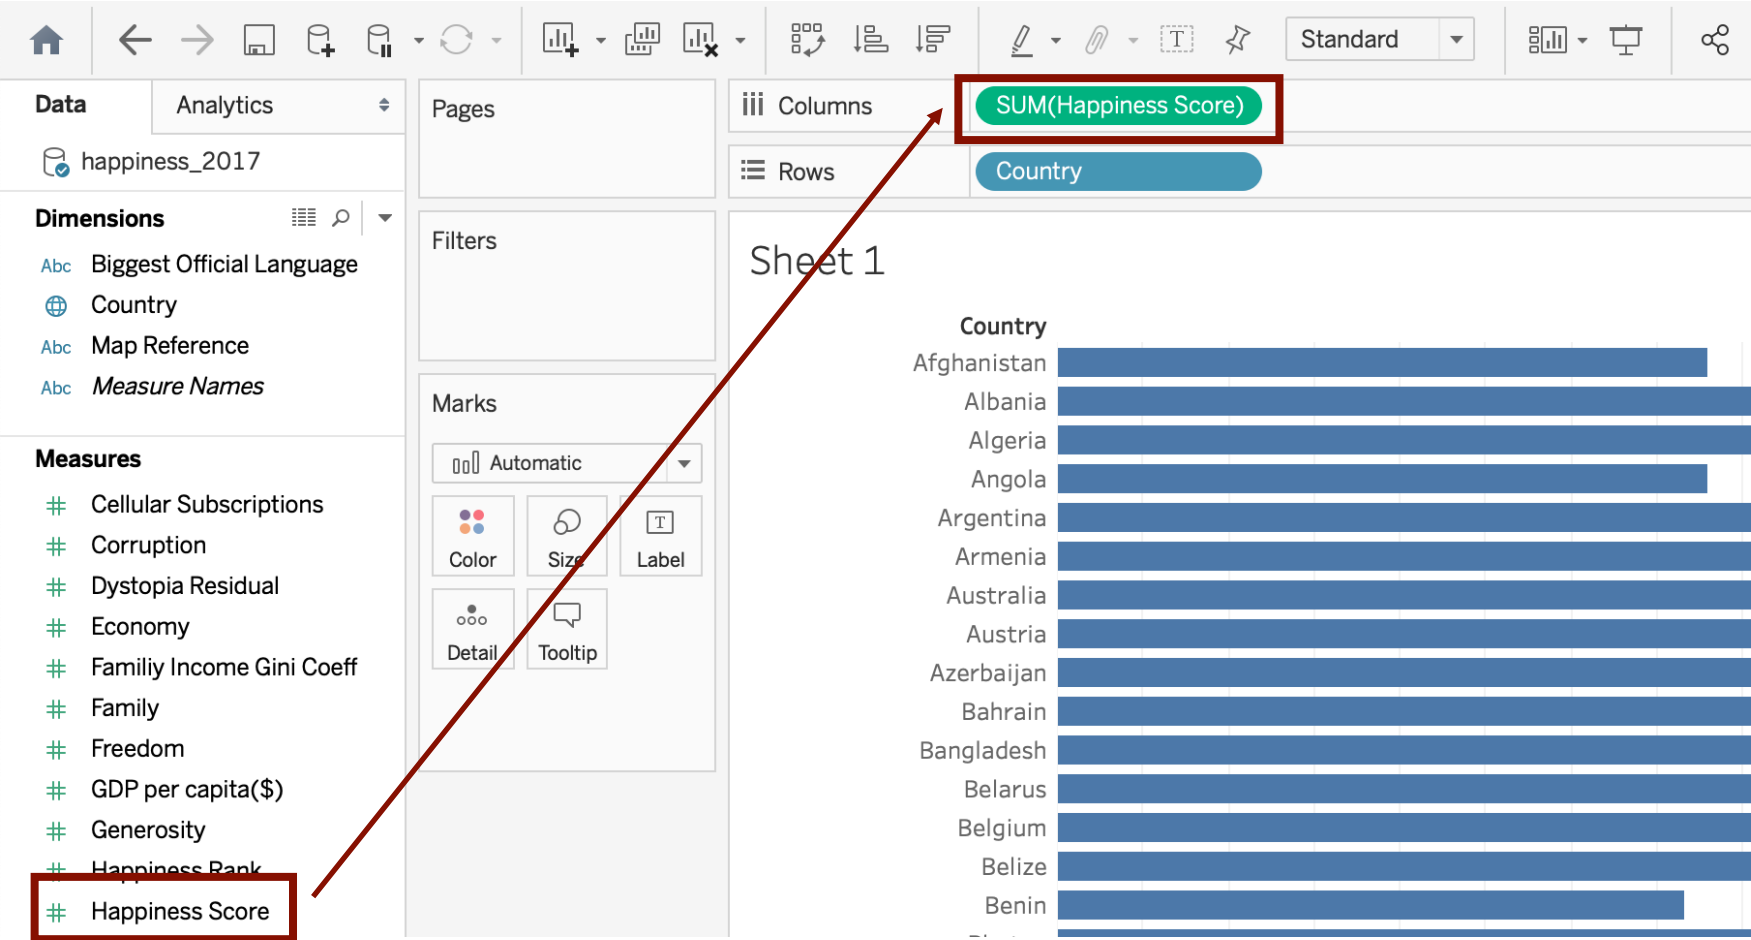 Standard
Data
Analytics
happiness_2017
Dimensions
Abc Biggest Official Language
Country
Abc Map Reference
Abc Measure Names
Measures
Cellular Subscriptions
Corruption
Dystopia Residual
Economy
Familiy Income Gini Coeff
Family
Freedom
GDP per capita($)
Generosity
Happiness Rank
Happiness Score
Pages
Filters
Marks
Automatic
Color
Size
Label
Detail
Tooltip
Columns
SUM(Happiness Score)
Rows
Country
Sheet 1
Country
Afghanistan
Albania
Algeria
Angola
Argentina
Armenia
Australia
Austria
Azerbaijan
Bahrain
Bangladesh
Belarus
Belgium
Belize
Benin